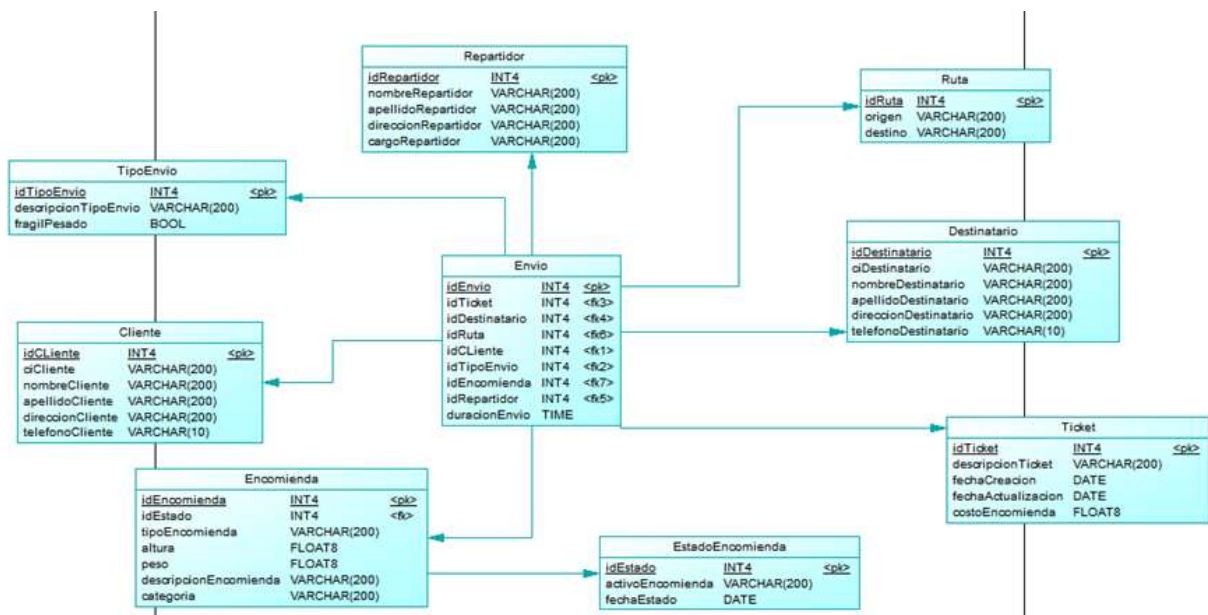 Repartidor
idRepartidor INT4 <pk>
nombreRepartidor VARCHAR(200)
apellidoRepartidor VARCHAR(200)
direccionRepartidor VARCHAR(200)
cargoRepartidor VARCHAR(200)
Ruta
idRuta INT4 <pk>
origen VARCHAR(200)
destino VARCHAR(200)
TipoEnvio
idTipoEnvio INT4 <pk>
descripcionTipoEnvio VARCHAR(200)
fragilPesado BOOL
Destinatario
idDestinatario INT4 <pk>
ciDestinatario VARCHAR(200)
nombreDestinatario VARCHAR(200)
apellidoDestinatario VARCHAR(200)
direccionDestinatario VARCHAR(200)
telefonoDestinatario VARCHAR(10)
Envio
idEnvio INT4 <pk>
idTicket INT4 <fk3>
idDestinatario INT4 <fk4>
idRuta INT4 <fk6>
idCLiente INT4 <fk1>
idTipoEnvio INT4 <fk2>
idEncomienda INT4 <fk7>
idRepartidor INT4 <fk5>
duracionEnvio TIME
Cliente
idCLiente INT4 <pk>
ciCliente VARCHAR(200)
nombreCliente VARCHAR(200)
apellidoCliente VARCHAR(200)
direccionCliente VARCHAR(200)
telefonoCliente VARCHAR(10)
Ticket
idTicket INT4 <pk>
descripcionTicket VARCHAR(200)
fechaCreacion DATE
fechaActualizacion DATE
costoEncomienda FLOAT8
Encomienda
idEncomienda INT4 <pk>
idEstado INT4 <fk>
tipoEncomienda VARCHAR(200)
altura FLOAT8
peso FLOAT8
descripcionEncomienda VARCHAR(200)
categoria VARCHAR(200)
EstadoEncomienda
idEstado INT4 <pk>
activoEncomienda VARCHAR(200)
fechaEstado DATE